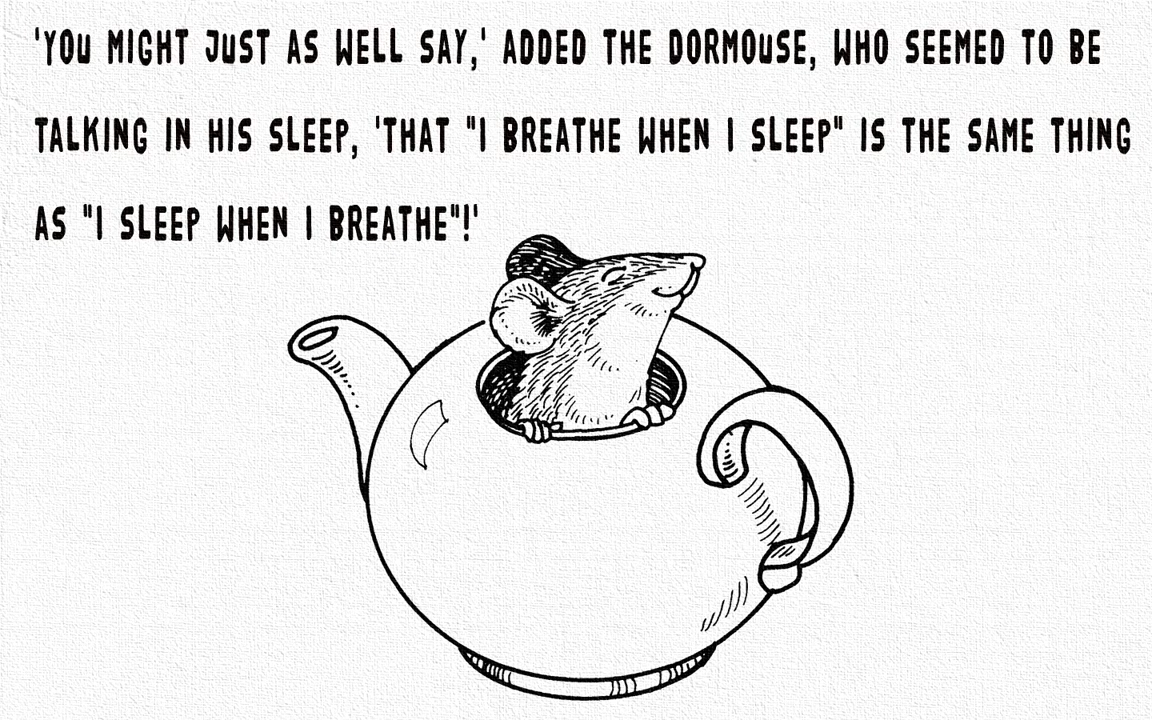 'YOU MIGHT JUST AS WELL SAY,' ADDED THE DORMOUSE, WHO SEEMED TO BE
TALKING IN HIS SLEEP, 'THAT "I BREATHE WHEN I SLEEP" IS THE SAME THING
AS "I SLEEP WHEN I BREATHE"!'